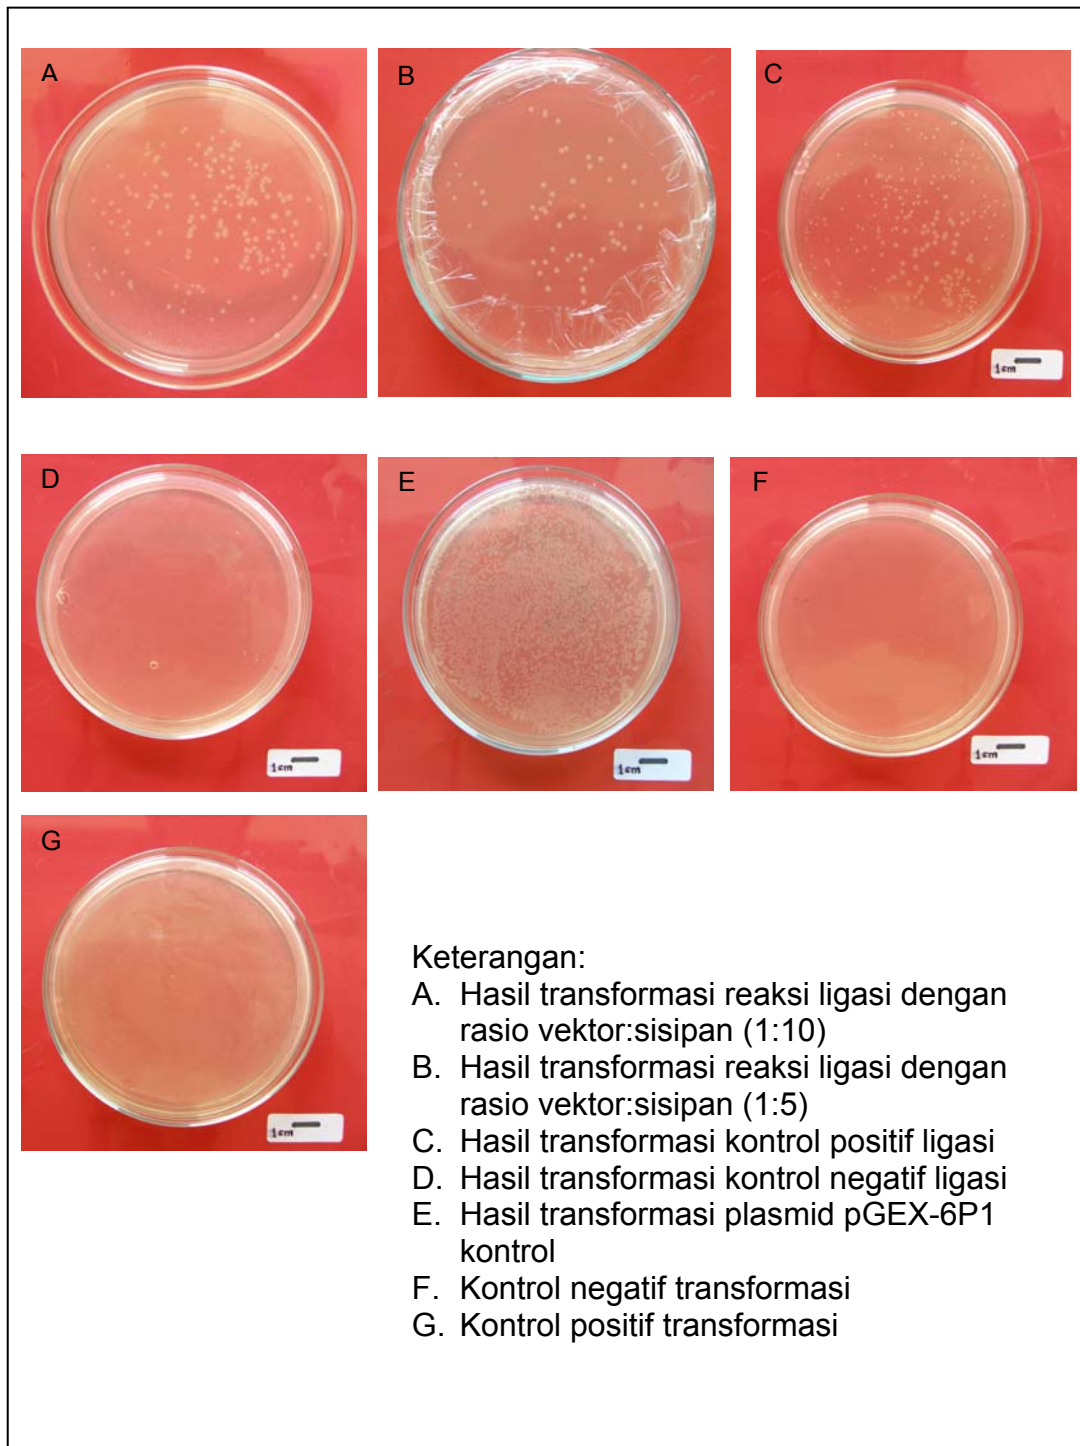 A
B
C
1cm
D
E
F
1cm
1cm
1cm
G
1cm
Keterangan:
A. Hasil transformasi reaksi ligasi dengan
rasio vektor:sisipan (1:10)
B. Hasil transformasi reaksi ligasi dengan
rasio vektor:sisipan (1:5)
C. Hasil transformasi kontrol positif ligasi
D. Hasil transformasi kontrol negatif ligasi
E. Hasil transformasi plasmid pGEX-6P1
kontrol
F. Kontrol negatif transformasi
G. Kontrol positif transformasi